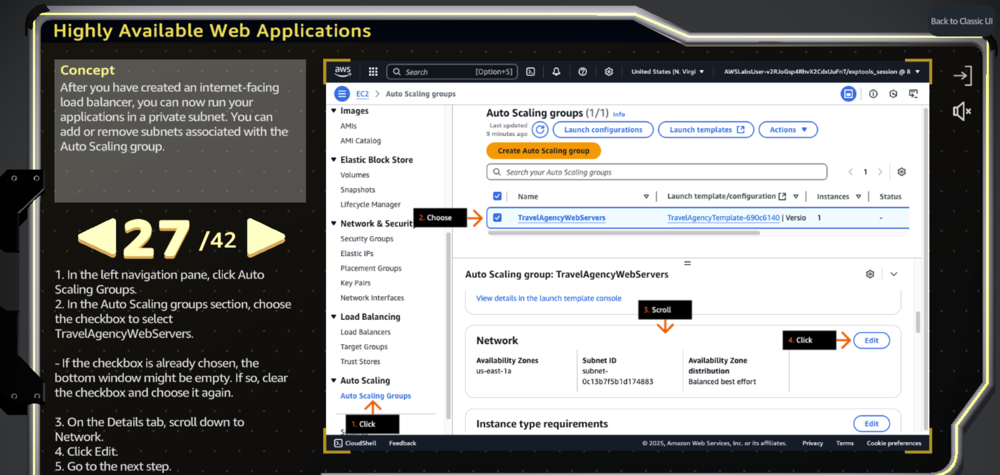 Back to Classic UI
Highly Available Web Applications
Concept
After you have created an internet-facing
load balancer, you can now run your
applications in a private subnet. You can
add or remove subnets associated with the
Auto Scaling group.
27 /42
1. In the left navigation pane, click Auto
Scaling Groups.
2. In the Auto Scaling groups section, choose
the checkbox to select
TravelAgencyWebServers.
- If the checkbox is already chosen, the
bottom window might be empty. If so, clear
the checkbox and choose it again.
3. On the Details tab, scroll down to
Network.
4. Click Edit.
5. Go to the next step.
aws
Search [Option+S]
United States (N. Virgi
AWSLabsUser-v2RJoGsp4RhvX2CdxUuFnT/exptools_session @ 8
EC2 > Auto Scaling groups
Images
AMIs
AMI Catalog
Elastic Block Store
Volumes
Snapshots
Lifecycle Manager
Network & Securit
Security Groups
Elastic IPs
Placement Groups
Key Pairs
Network Interfaces
Load Balancing
Load Balancers
Target Groups
Trust Stores
Auto Scaling
Auto Scaling Groups
1. Click
Auto Scaling groups (1/1) Info
Last updated
9 minutes ago
Launch configurations
Launch templates
Actions
Create Auto Scaling group
Search your Auto Scaling groups
1
Name
Launch template/configuration
Instances
Status
2. Choose
TravelAgencyWebServers
TravelAgencyTemplate-690c6140 | Versio
1
-
Auto Scaling group: TravelAgencyWebServers
View details in the launch template console
3. Scroll
Network
4. Click
Edit
Availability Zones
us-east-1a
Subnet ID
subnet-
0c13b7f5b1d174883
Availability Zone
distribution
Balanced best effort
Instance type requirements
Edit
CloudShell
Feedback
© 2025, Amazon Web Services, Inc. or its affiliates.
Privacy
Terms
Cookie preferences